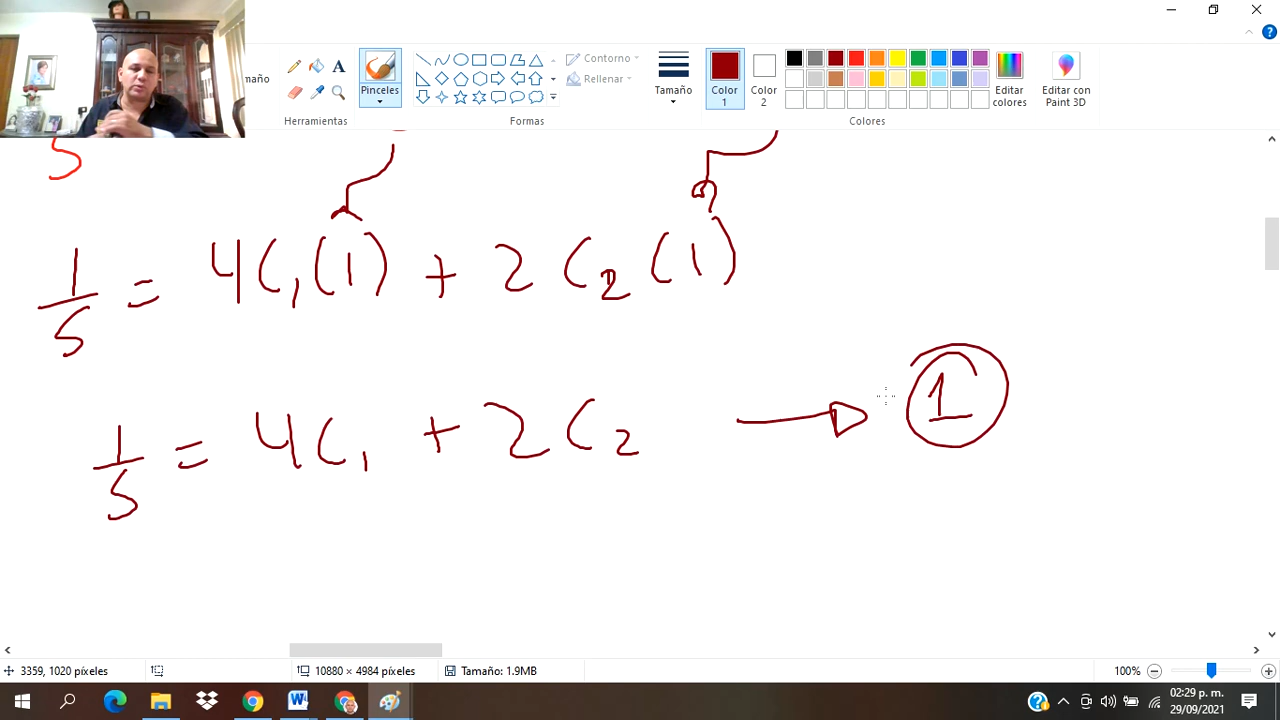 Contorno
Rellenar
maño
Pinceles
Tamaño
Color
1
Color
2
Editar
colores
Editar con
Paint 3D
Herramientas
Formas
Colores
5
1/5 = 4C₁(1) + 2C₂(1)
1/5 = 4C₁ + 2C₂ → 1
3359, 1020 píxeles
10880 × 4984 píxeles
Tamaño: 1.9MB
100%
02:29 p. m.
29/09/2021